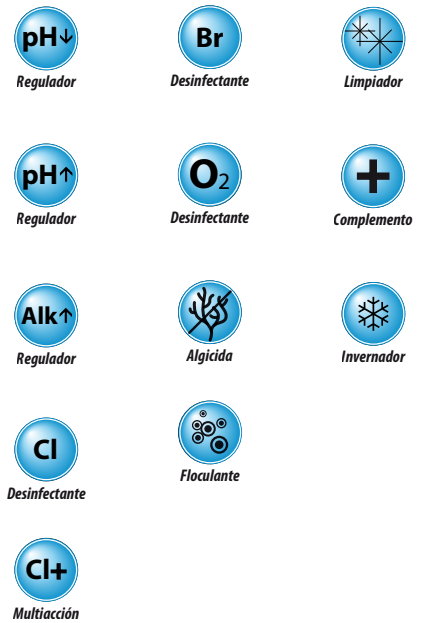 pH↓
Regulador
Br
Desinfectante
Limpiador
pH↑
Regulador
O₂
Desinfectante
+
Complemento
Alk↑
Regulador
Algicida
Invernador
Cl
Desinfectante
Floculante
Cl+
Multiacción